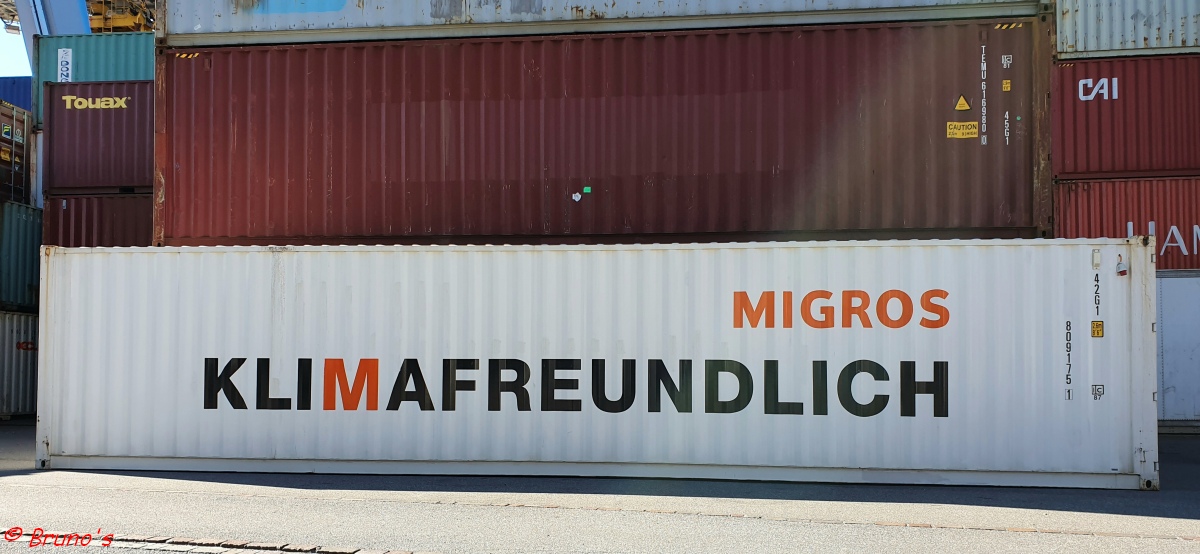 Touax
CAI
TEMU 616980 0
45G1
CAUTION
MIGROS
KLIMAFREUNDLICH
42G1
809175 1
© Bruno's